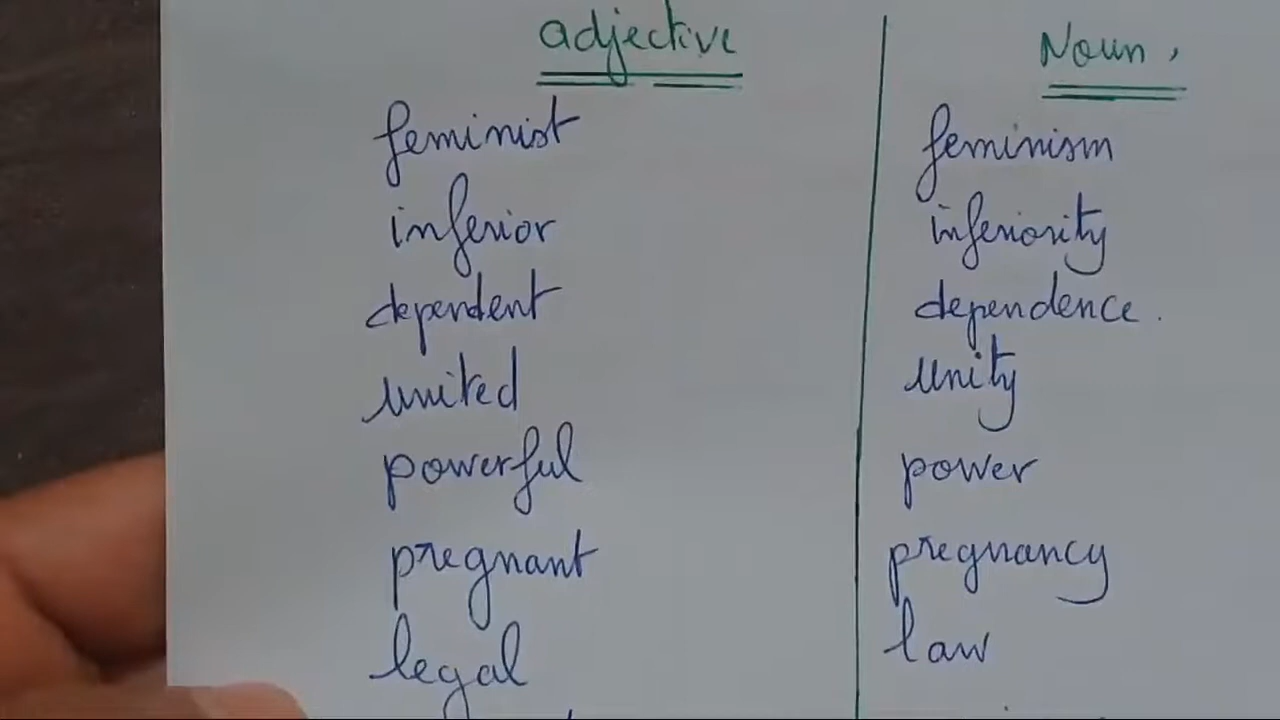 adjective Noun,
feminist feminism
inferior inferiority
dependent dependence.
united unity
powerful power
pregnant pregnancy
legal law